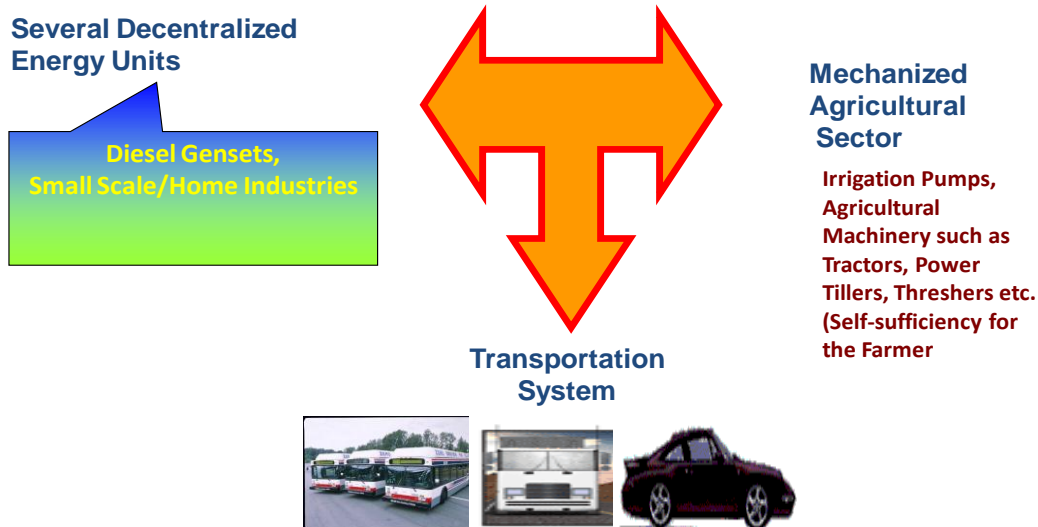 Several Decentralized
Energy Units
Diesel Gensets,
Small Scale/Home Industries
Mechanized
Agricultural
Sector
Irrigation Pumps,
Agricultural
Machinery such as
Tractors, Power
Tillers, Threshers etc.
(Self-sufficiency for
the Farmer
Transportation
System